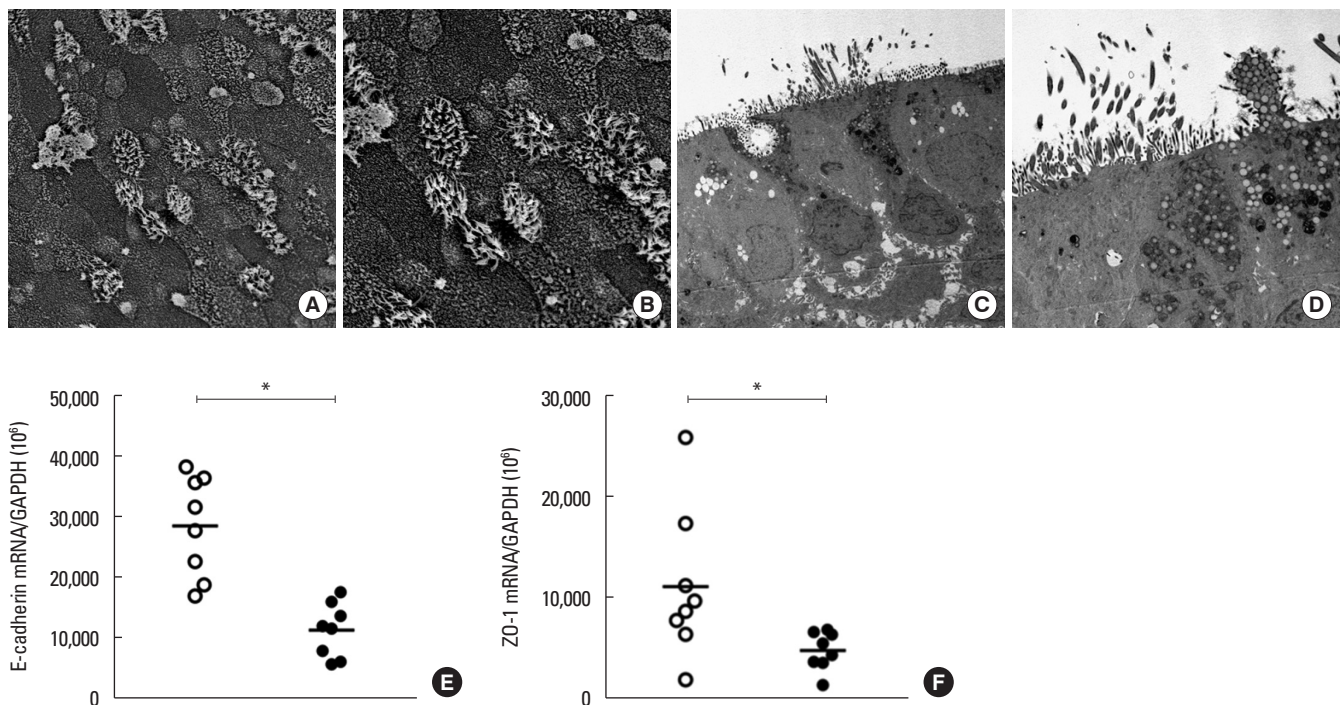 A
B
C
D
*
50,000
40,000
30,000
20,000
10,000
0
E-cadherin mRNA/GAPDH (10⁶)
E
*
30,000
20,000
10,000
0
ZO-1 mRNA/GAPDH (10⁶)
F